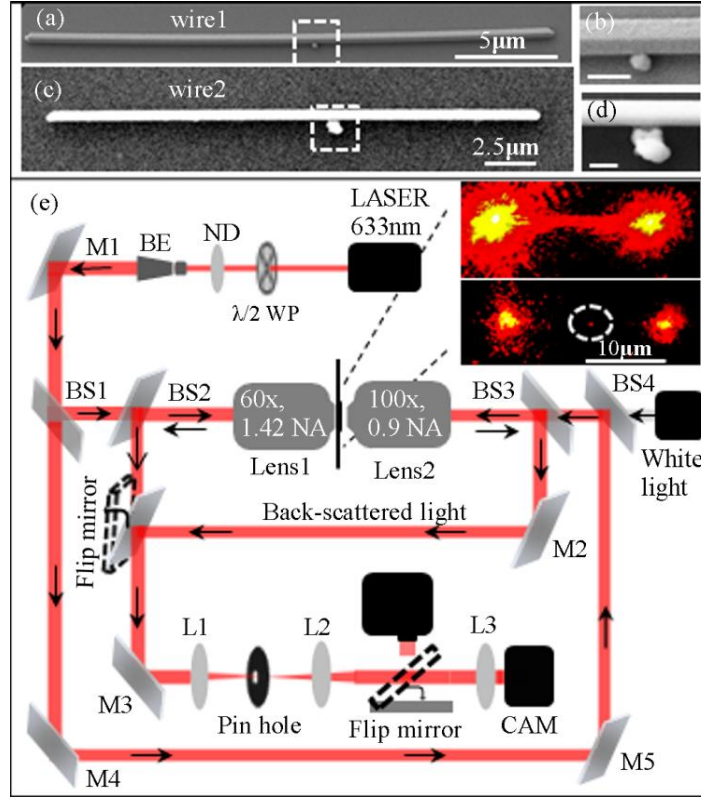 (a) wire1
5μm
(b)
(c) wire2
2.5μm
(d)
(e)
LASER
633nm
M1
BE
ND
λ/2 WP
10μm
BS1
BS2
60x,
1.42 NA
Lens1
100x,
0.9 NA
Lens2
BS3
BS4
White
light
Flip mirror
Back-scattered light
M2
L1
L2
L3
M3
Pin hole
Flip mirror
CAM
M4
M5